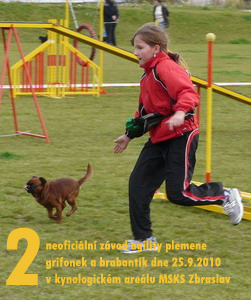 2 neoficiální závod agility plemene
grifonek a brabantík dne 25.9.2010
v kynologickém areálu MSKS Zbraslav